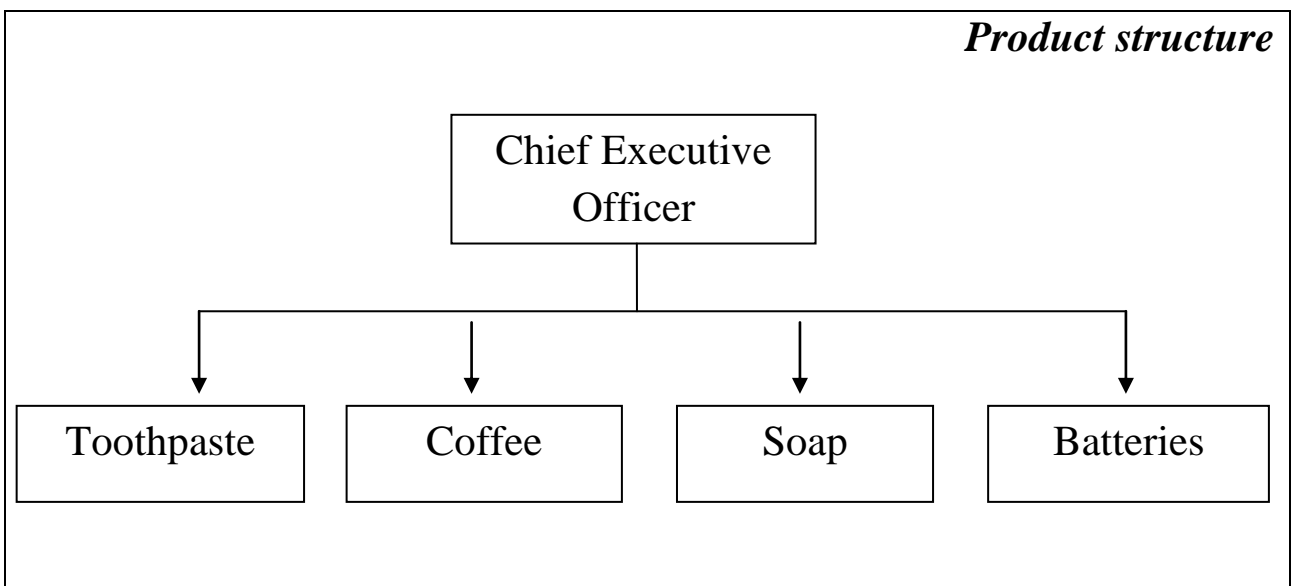 Product structure
Chief Executive
Officer
Toothpaste
Coffee
Soap
Batteries